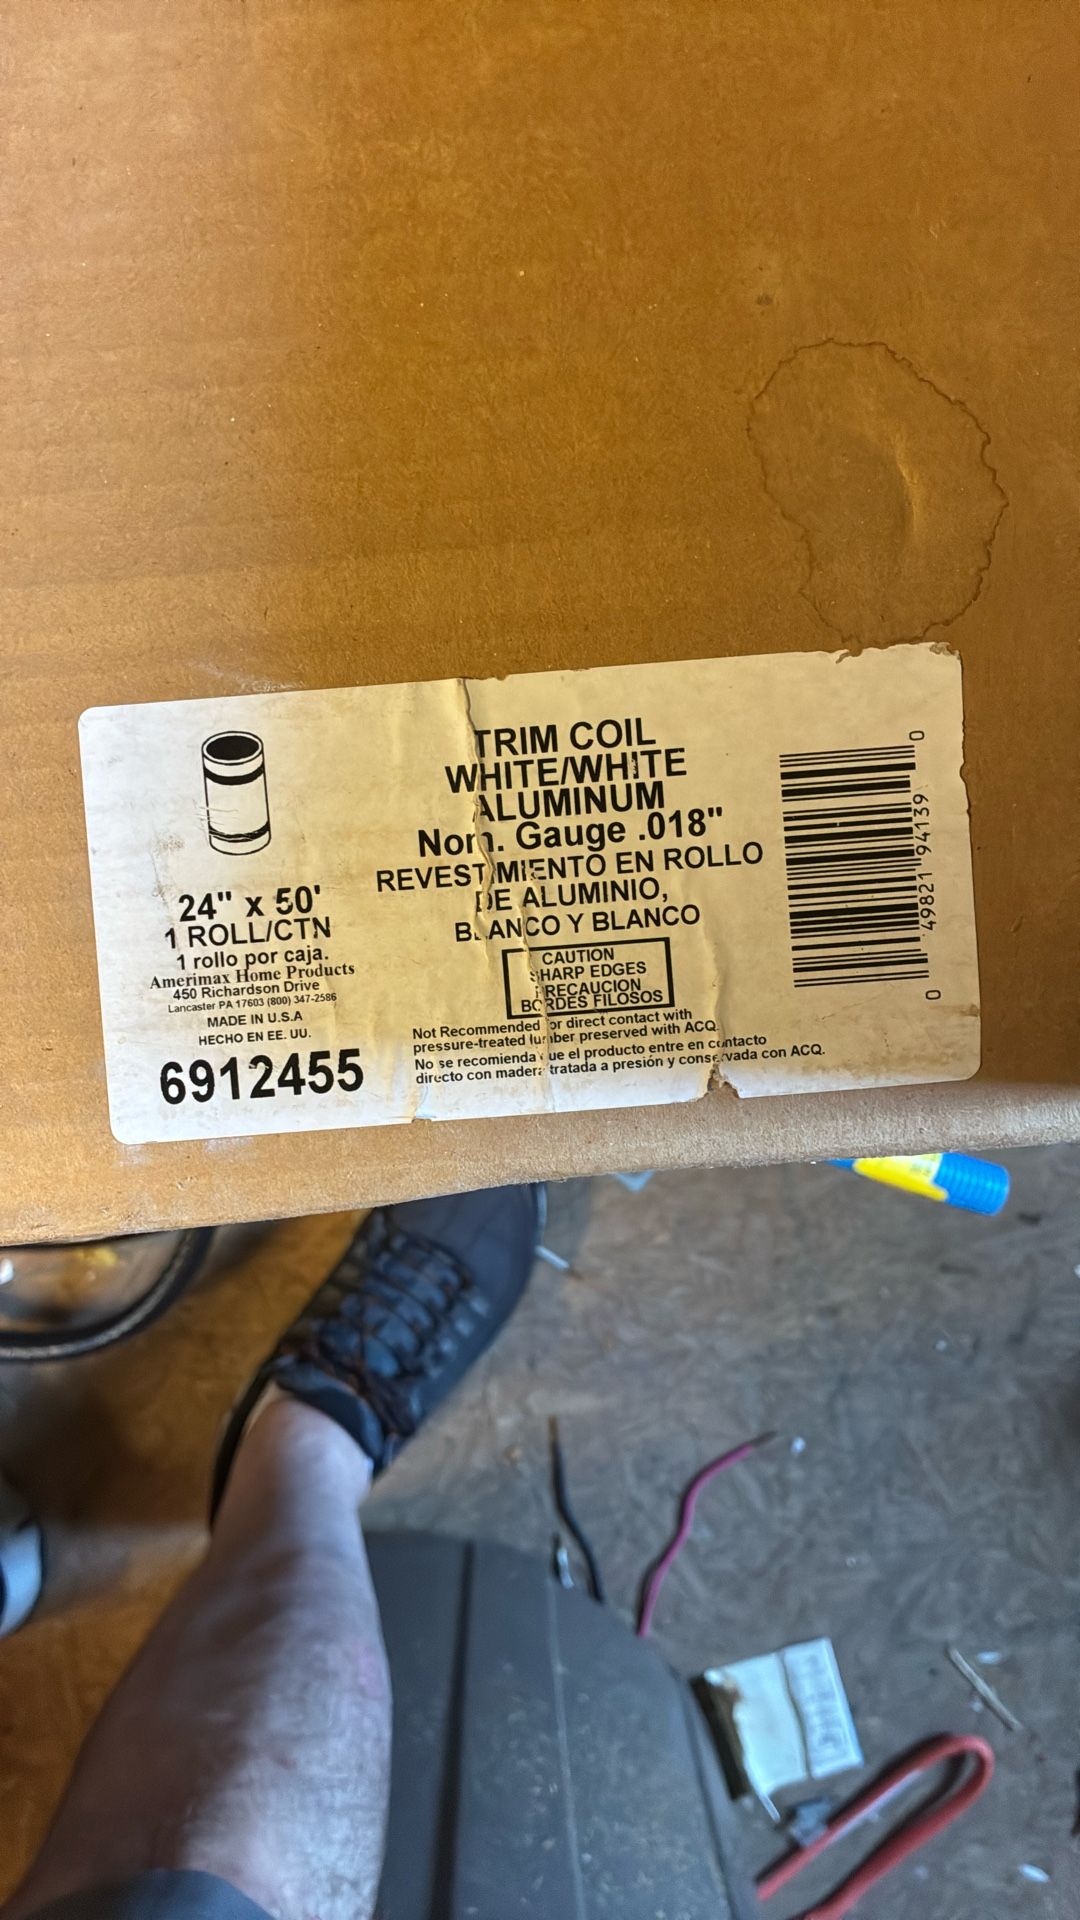 TRIM COIL
WHITE/WHITE
ALUMINUM
Nom. Gauge .018"
REVESTIMIENTO EN ROLLO
DE ALUMINIO,
BLANCO Y BLANCO
CAUTION
SHARP EDGES
PRECAUCION
BORDES FILOSOS
Not Recommended for direct contact with
pressure-treated lumber preserved with ACQ.
No se recomienda que el producto entre en contacto
directo con madera tratada a presión y conservada con ACQ.
24" x 50'
1 ROLL/CTN
1 rollo por caja.
Amerimax Home Products
450 Richardson Drive
Lancaster PA 17603 (800) 347-2586
MADE IN U.S.A
HECHO EN EE. UU.
6912455
0 49821 94139 0